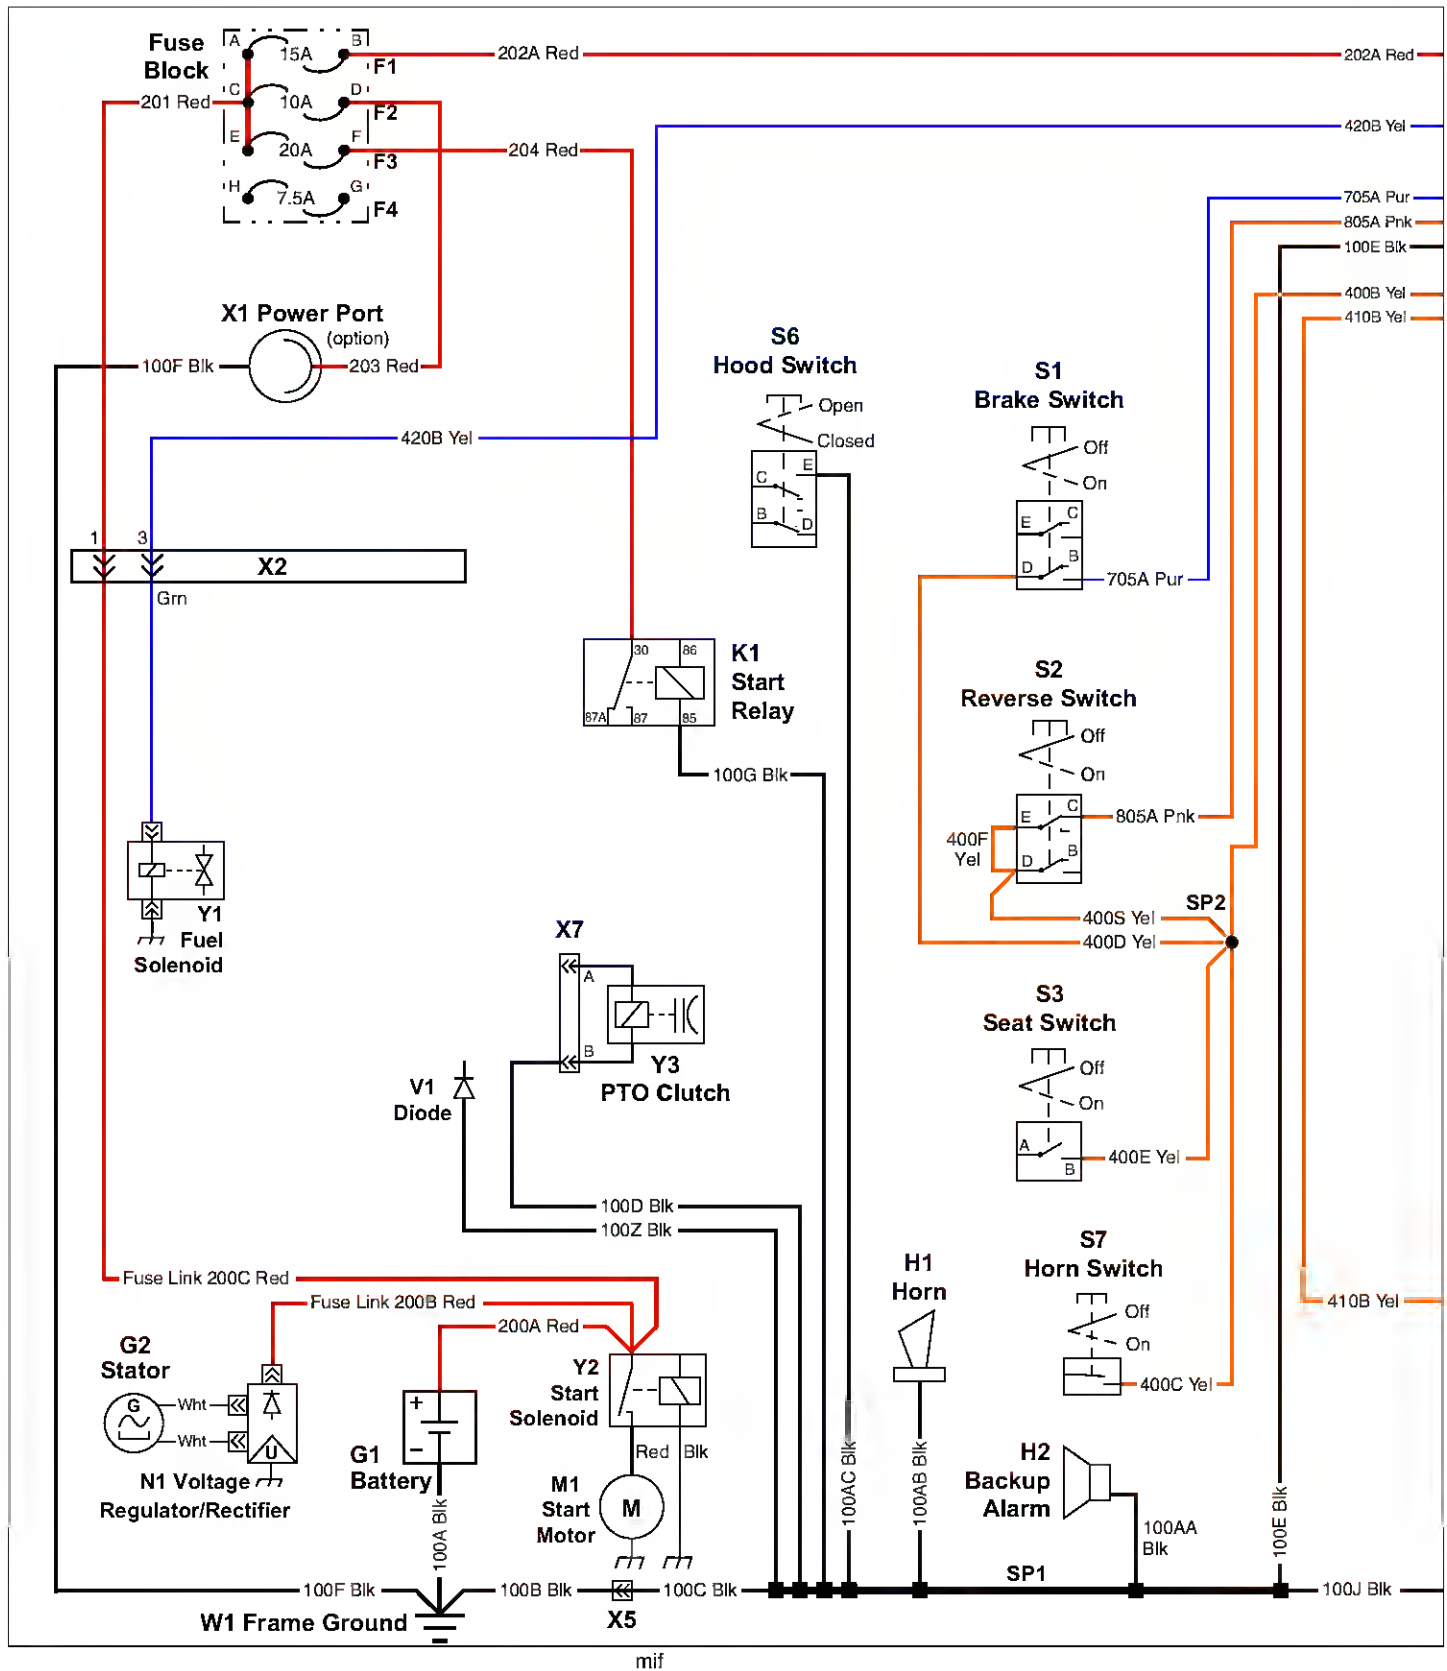 Fuse
Block
A
15A
B
F1
202A Red
202A Red
201 Red
C
10A
D
F2
E
20A
F
F3
204 Red
H
7.5A
G
F4
420B Yel
705A Pur
805A Pnk
100E Blk
400B Yel
410B Yel
X1 Power Port
(option)
100F Blk
203 Red
S6
Hood Switch
Open
Closed
C
E
B
D
S1
Brake Switch
Off
On
E
C
D
B
705A Pur
420B Yel
1
3
X2
Grn
30
86
87A
87
85
K1
Start
Relay
100G Blk
S2
Reverse Switch
Off
On
E
C
D
B
805A Pnk
400F
Yel
SP2
400S Yel
400D Yel
Y1
Fuel
Solenoid
X7
A
B
Y3
PTO Clutch
V1
Diode
S3
Seat Switch
Off
On
A
B
400E Yel
100D Blk
100Z Blk
Fuse Link 200C Red
Fuse Link 200B Red
200A Red
H1
Horn
S7
Horn Switch
Off
On
400C Yel
410B Yel
G2
Stator
G
Wht
Wht
U
N1 Voltage
Regulator/Rectifier
+
−
G1
Battery
Y2
Start
Solenoid
Red
Blk
M1
Start
Motor
M
H2
Backup
Alarm
100AA
Blk
100A Blk
100AC Blk
100AB Blk
100E Blk
100F Blk
100B Blk
100C Blk
SP1
100J Blk
W1 Frame Ground
X5
mif